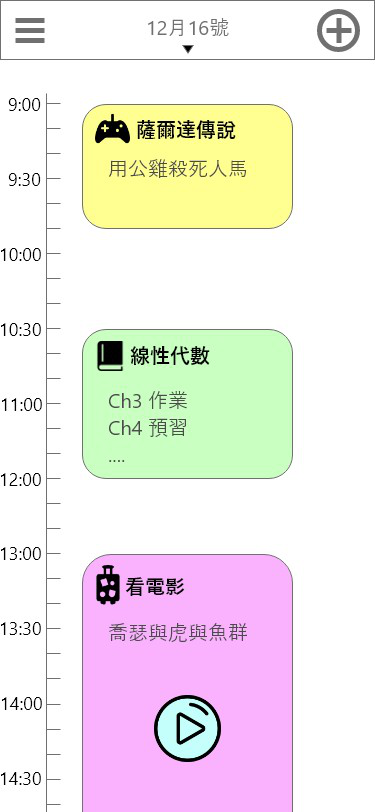 12月16號
9:00
薩爾達傳說
用公雞殺死人馬
9:30
10:00
10:30
線性代數
Ch3 作業
11:00
Ch4 預習
....
12:00
13:00
看電影
13:30
喬瑟與虎與魚群
14:00
14:30